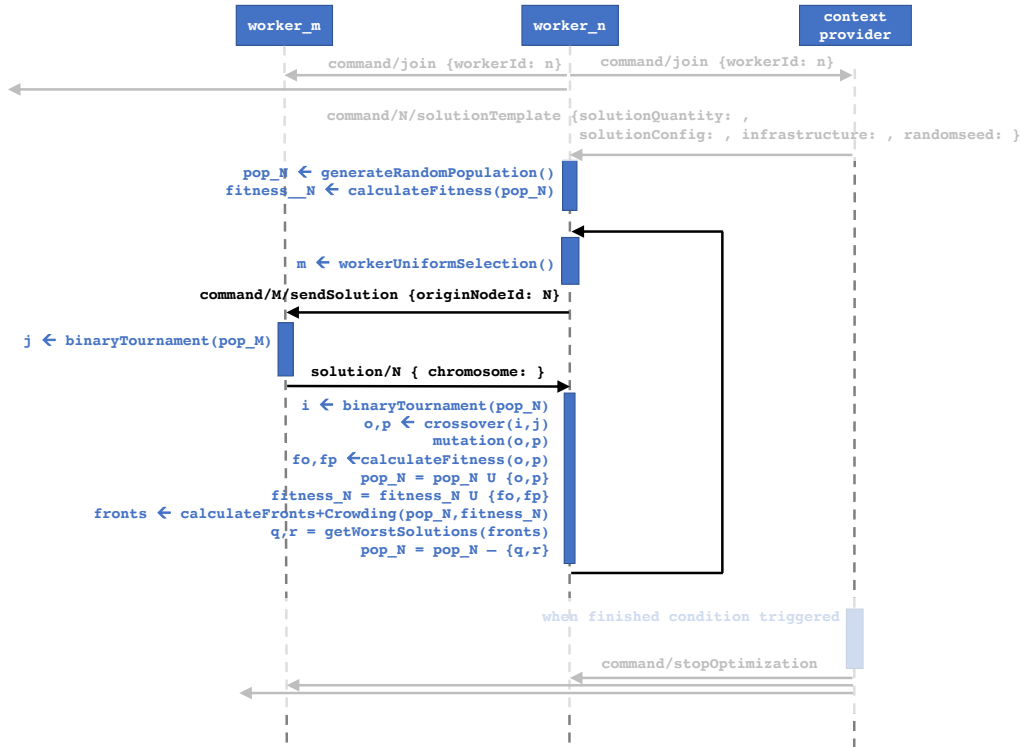 worker_m
worker_n
context
provider
command/join {workerId: n}
command/join {workerId: n}
command/N/solutionTemplate {solutionQuantity: ,
solutionConfig: , infrastructure: , randomseed: }
pop_N ← generateRandomPopulation()
fitness__N ← calculateFitness(pop_N)
m ← workerUniformSelection()
command/M/sendSolution {originNodeId: N}
j ← binaryTournament(pop_M)
solution/N { chromosome: }
i ← binaryTournament(pop_N)
o,p ← crossover(i,j)
mutation(o,p)
fo,fp ←calculateFitness(o,p)
pop_N = pop_N U {o,p}
fitness_N = fitness_N U {fo,fp}
fronts ← calculateFronts+Crowding(pop_N,fitness_N)
q,r = getWorstSolutions(fronts)
pop_N = pop_N – {q,r}
when finished condition triggered
command/stopOptimization